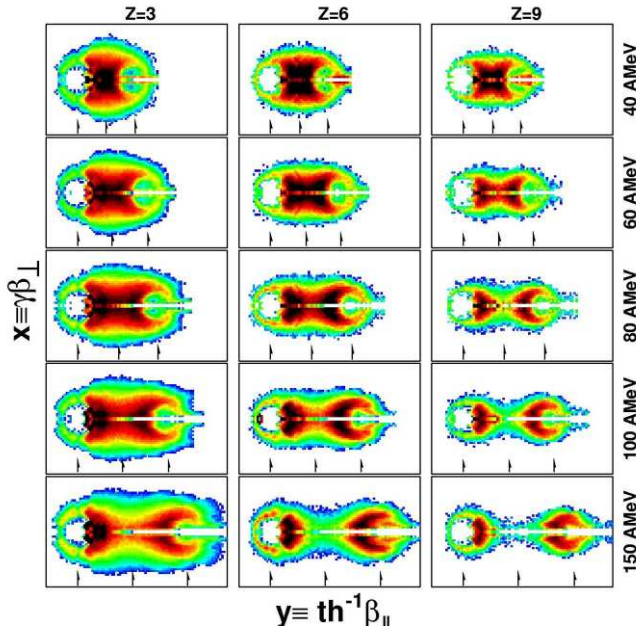 Z=3 Z=6 Z=9
40 AMeV
60 AMeV
80 AMeV
100 AMeV
150 AMeV
x≡γβ⊥
y≡ th⁻¹β∥